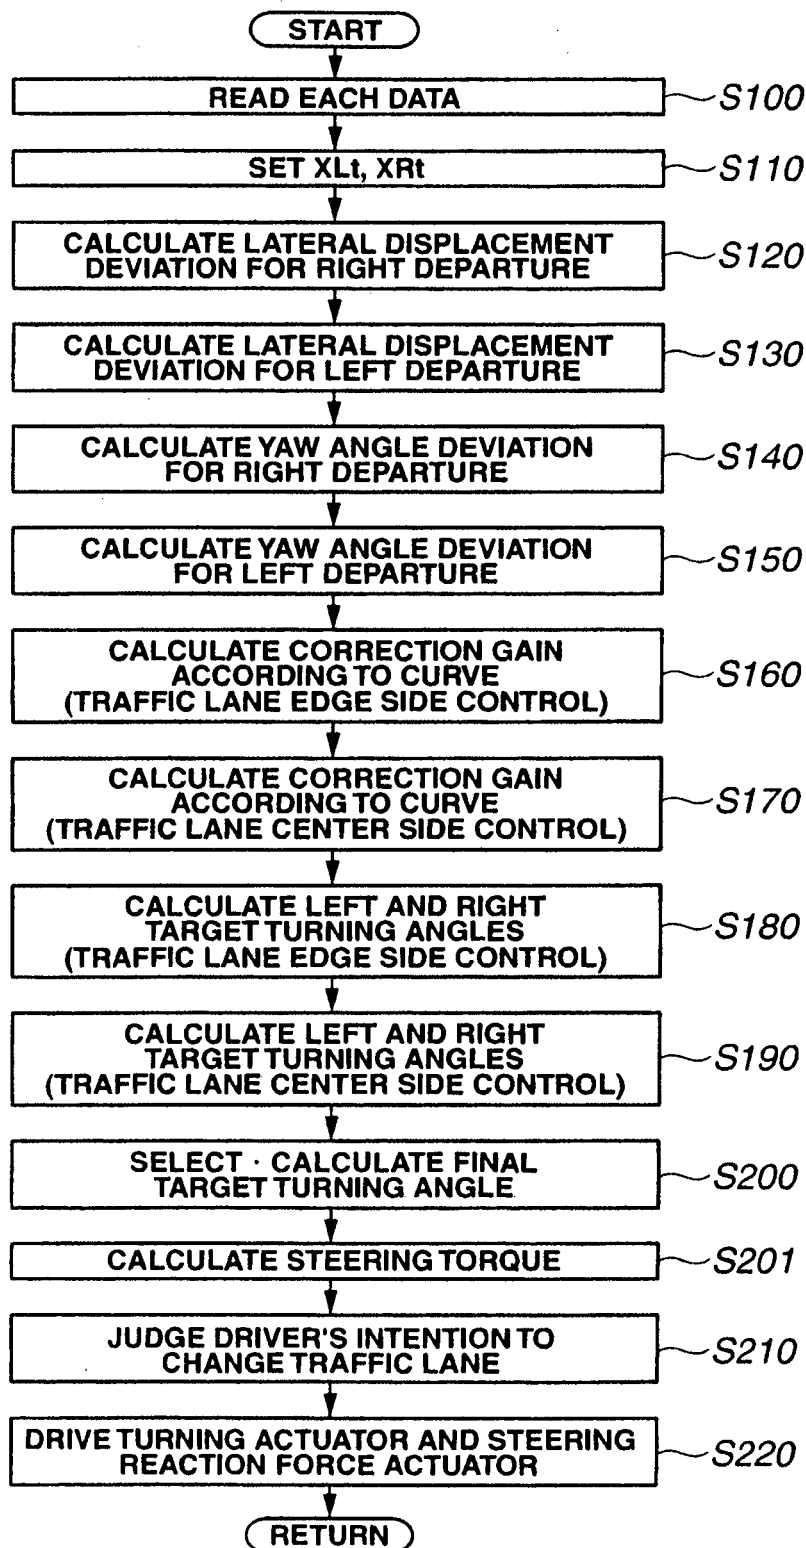 START
READ EACH DATA
S100
SET XLt, XRt
S110
CALCULATE LATERAL DISPLACEMENT
DEVIATION FOR RIGHT DEPARTURE
S120
CALCULATE LATERAL DISPLACEMENT
DEVIATION FOR LEFT DEPARTURE
S130
CALCULATE YAW ANGLE DEVIATION
FOR RIGHT DEPARTURE
S140
CALCULATE YAW ANGLE DEVIATION
FOR LEFT DEPARTURE
S150
CALCULATE CORRECTION GAIN
ACCORDING TO CURVE
(TRAFFIC LANE EDGE SIDE CONTROL)
S160
CALCULATE CORRECTION GAIN
ACCORDING TO CURVE
(TRAFFIC LANE CENTER SIDE CONTROL)
S170
CALCULATE LEFT AND RIGHT
TARGET TURNING ANGLES
(TRAFFIC LANE EDGE SIDE CONTROL)
S180
CALCULATE LEFT AND RIGHT
TARGET TURNING ANGLES
(TRAFFIC LANE CENTER SIDE CONTROL)
S190
SELECT · CALCULATE FINAL
TARGET TURNING ANGLE
S200
CALCULATE STEERING TORQUE
S201
JUDGE DRIVER'S INTENTION TO
CHANGE TRAFFIC LANE
S210
DRIVE TURNING ACTUATOR AND STEERING
REACTION FORCE ACTUATOR
S220
RETURN